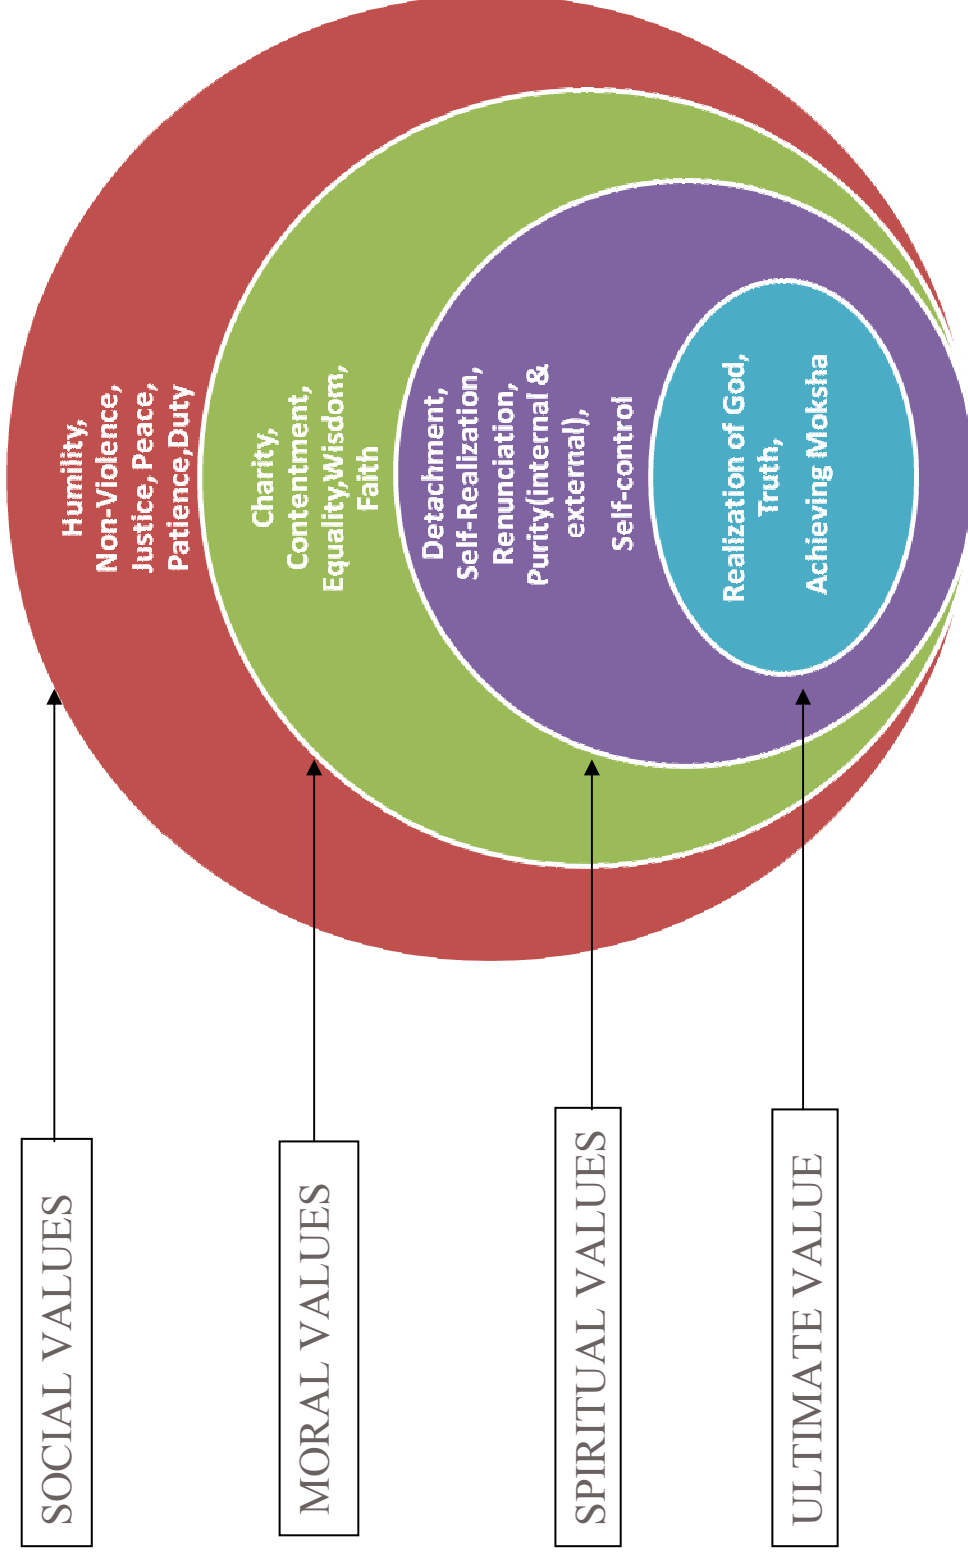 SOCIAL VALUES
Humility,
Non-Violence,
Justice, Peace,
Patience,Duty
MORAL VALUES
Charity,
Contentment,
Equality,Wisdom,
Faith
SPIRITUAL VALUES
Detachment,
Self-Realization,
Renunciation,
Purity(internal &
external),
Self-control
ULTIMATE VALUE
Realization of God,
Truth,
Achieving Moksha